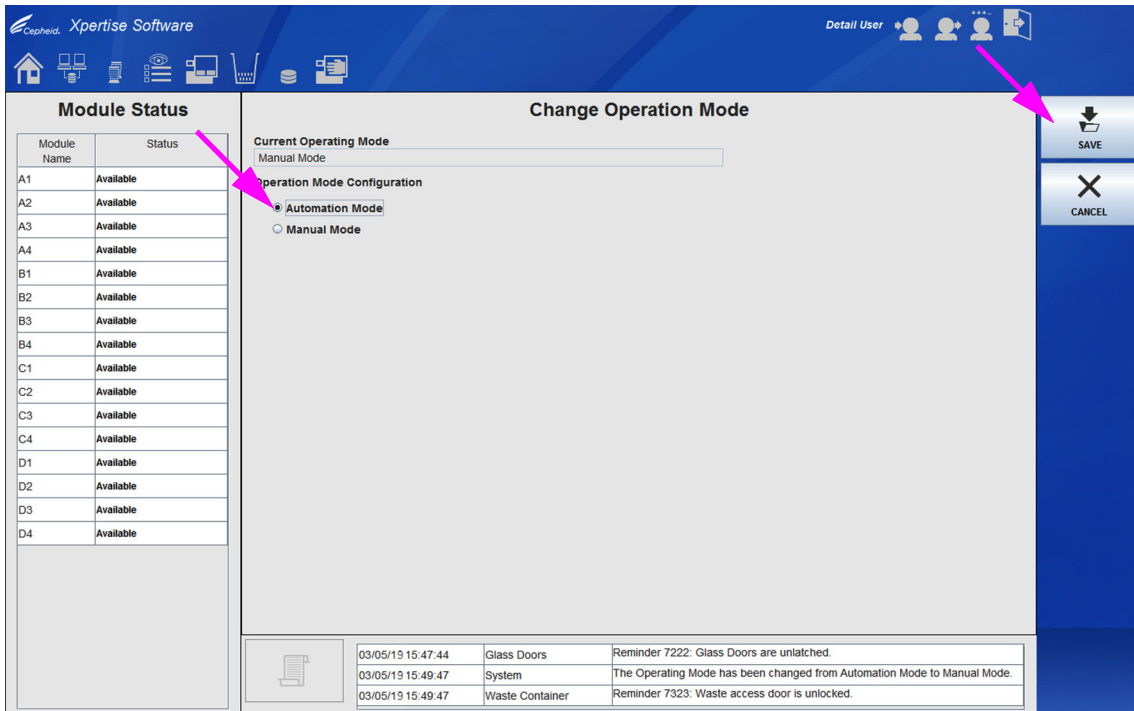 Cepheid. Xpertise Software
Detail User
Module Status
Module Name Status
A1 Available
A2 Available
A3 Available
A4 Available
B1 Available
B2 Available
B3 Available
B4 Available
C1 Available
C2 Available
C3 Available
C4 Available
D1 Available
D2 Available
D3 Available
D4 Available
Change Operation Mode
Current Operating Mode
Manual Mode
Operation Mode Configuration
Automation Mode
Manual Mode
03/05/19 15:47:44 Glass Doors Reminder 7222: Glass Doors are unlatched.
03/05/19 15:49:47 System The Operating Mode has been changed from Automation Mode to Manual Mode.
03/05/19 15:49:47 Waste Container Reminder 7323: Waste access door is unlocked.
SAVE
CANCEL